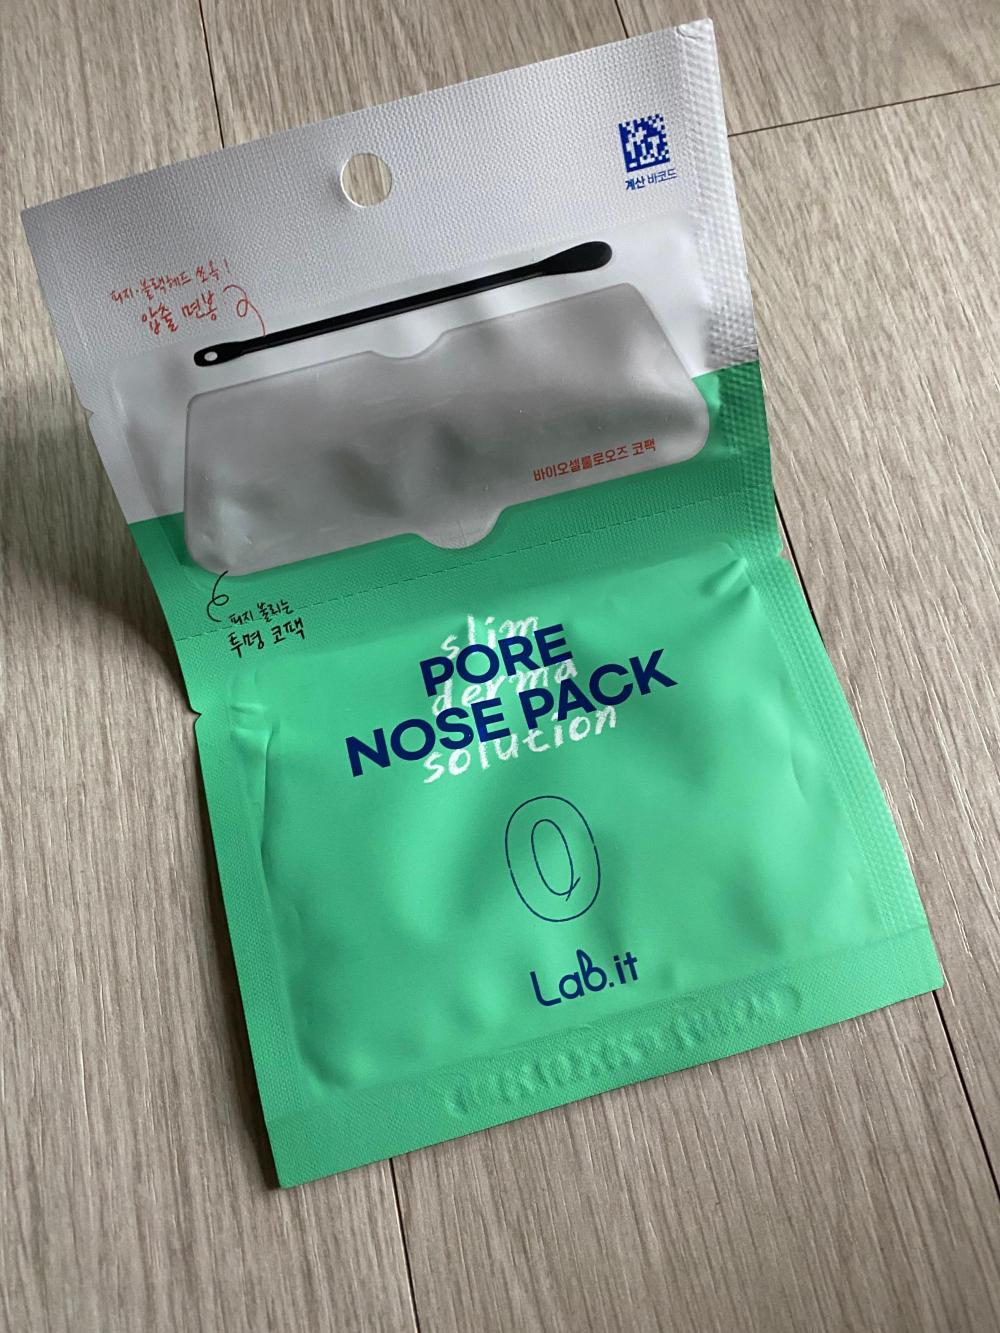 계산 바코드
피지·블랙헤드 쏘옥!
압출 면봉
바이오셀룰로오즈 코팩
피지 불리는
투명 코팩
slim
PORE
derma
NOSE PACK
solution
Lab.it